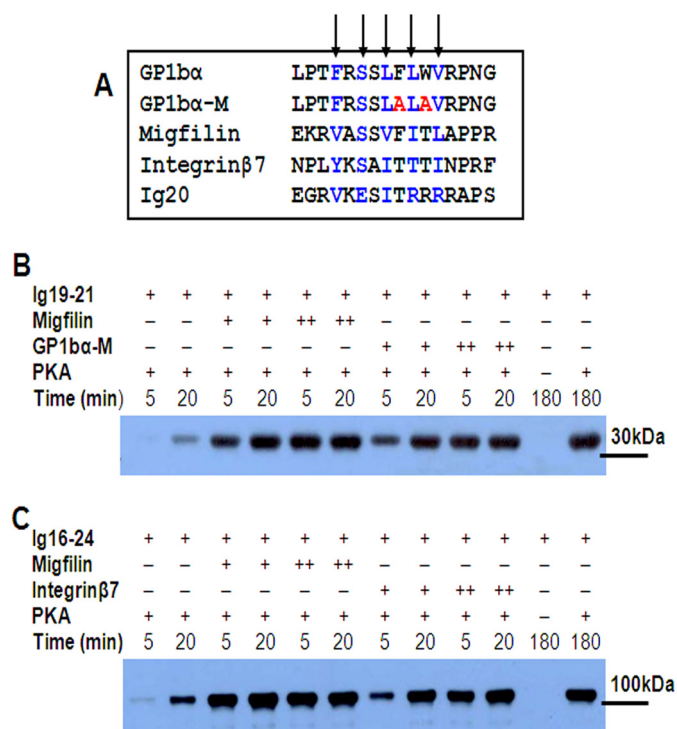 A
GP1bα LPTFRSSLFLWVRPNG
GP1bα-M LPTFRSSLALAVRPNG
Migfilin EKRVASSVFITLAPPR
Integrinβ7 NPLYKSAITTTINPRF
Ig20 EGRVKESITRRRRAPS
B
Ig19-21 + + + + + + + + + + + +
Migfilin – – + + ++ ++ – – – – – –
GP1bα-M – – – – – – + + ++ ++ – –
PKA + + + + + + + + + + – +
Time (min) 5 20 5 20 5 20 5 20 5 20 180 180
30kDa
C
Ig16-24 + + + + + + + + + + + +
Migfilin – – + + ++ ++ – – – – – –
Integrinβ7 – – – – – – + + ++ ++ – –
PKA + + + + + + + + + + – +
Time (min) 5 20 5 20 5 20 5 20 5 20 180 180
100kDa